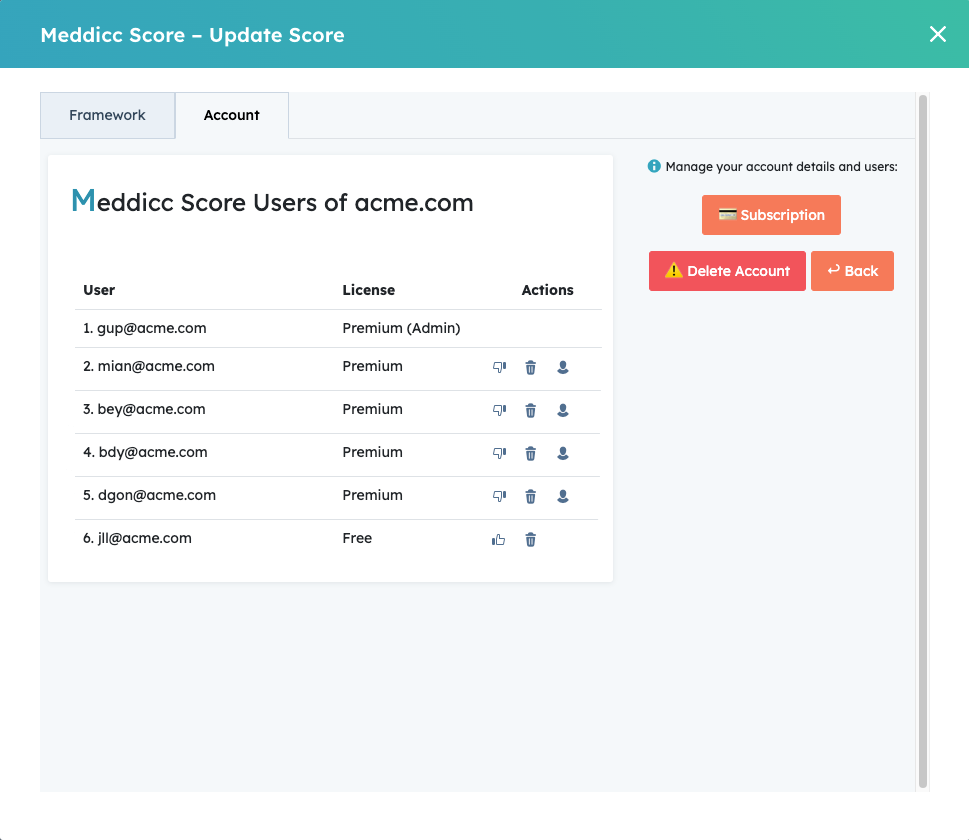 Meddicc Score – Update Score
Framework
Account
Meddicc Score Users of acme.com
User License Actions
1. gup@acme.com Premium (Admin)
2. mian@acme.com Premium
3. bey@acme.com Premium
4. bdy@acme.com Premium
5. dgon@acme.com Premium
6. jll@acme.com Free
Manage your account details and users:
Subscription
Delete Account
Back